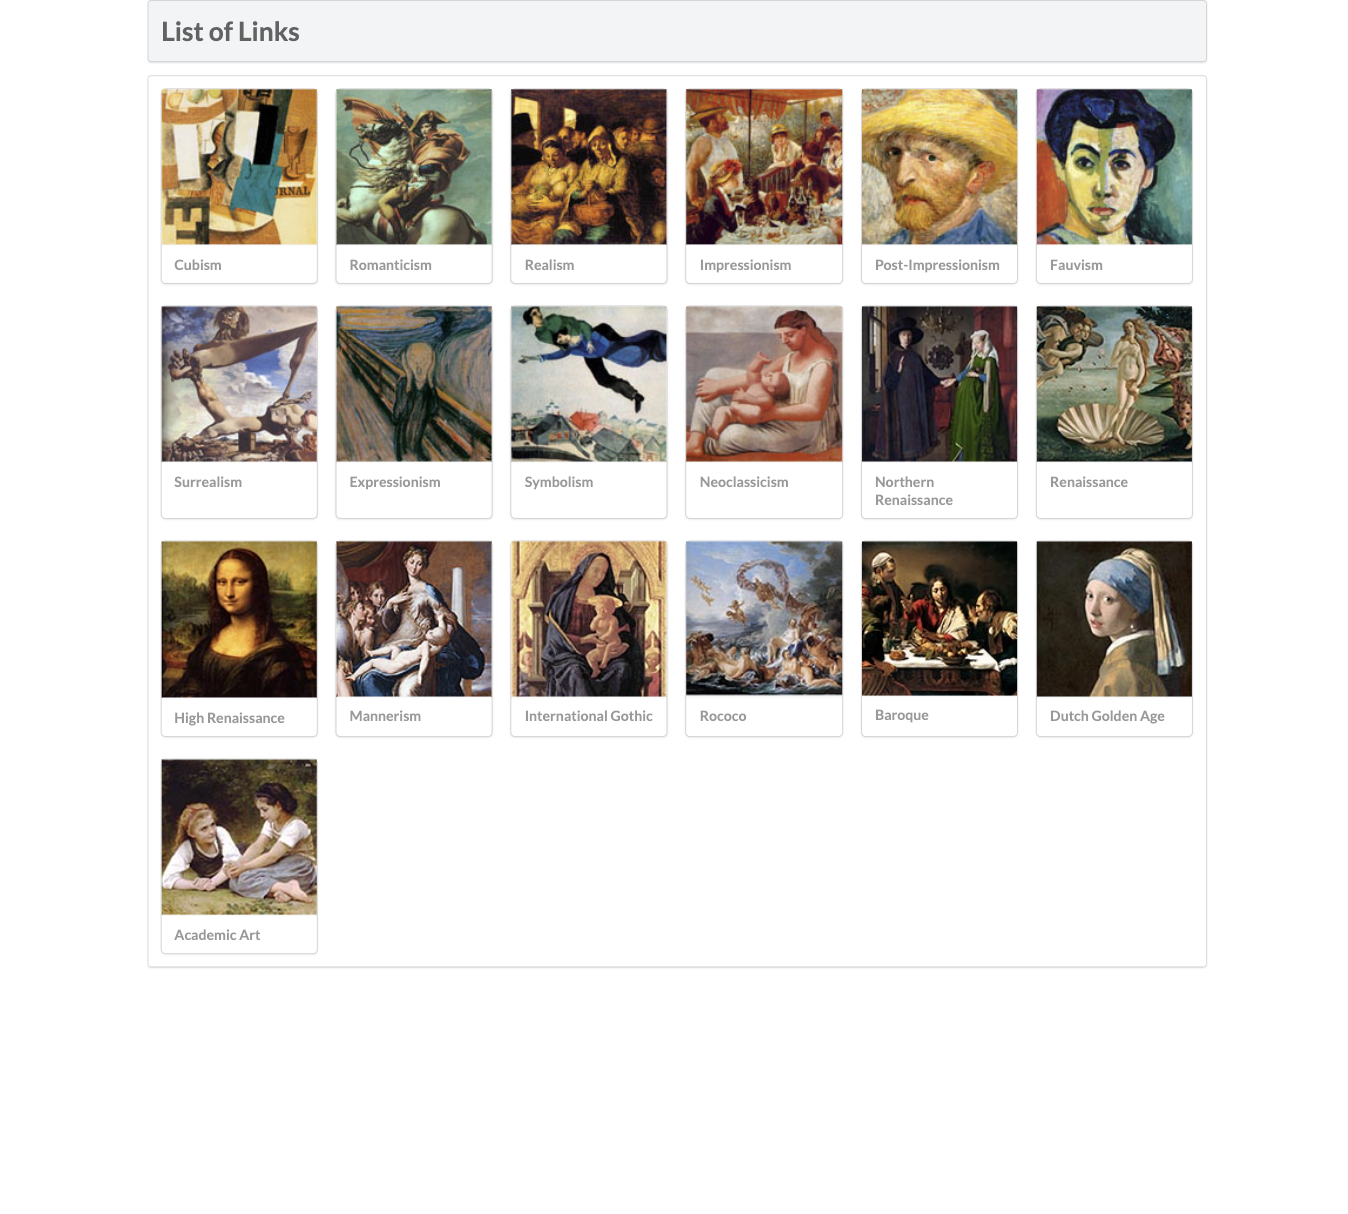 List of Links
RNAL
Cubism
Romanticism
Realism
Impressionism
Post-Impressionism
Fauvism
Surrealism
Expressionism
Symbolism
Neoclassicism
Northern
Renaissance
Renaissance
High Renaissance
Mannerism
International Gothic
Rococo
Baroque
Dutch Golden Age
Academic Art